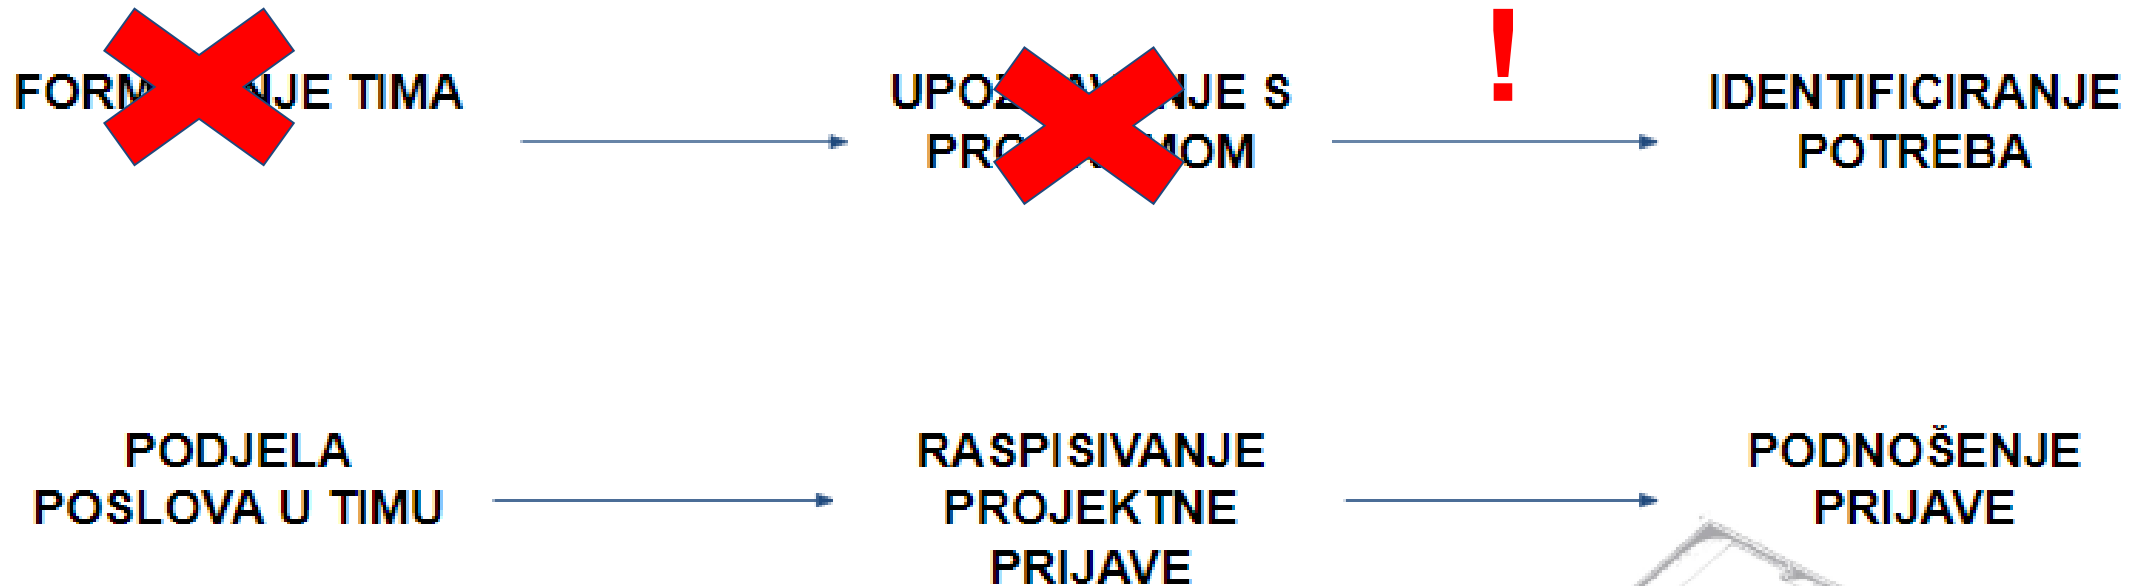 TIMA
!
IDENTIFICIRANJE
S
POTREBA
PODJELA
POSLOVA U TIMU
RASPISIVANJE
PROJEKTNE
PRIJAVE
PODNOŠENJE
PRIJAVE